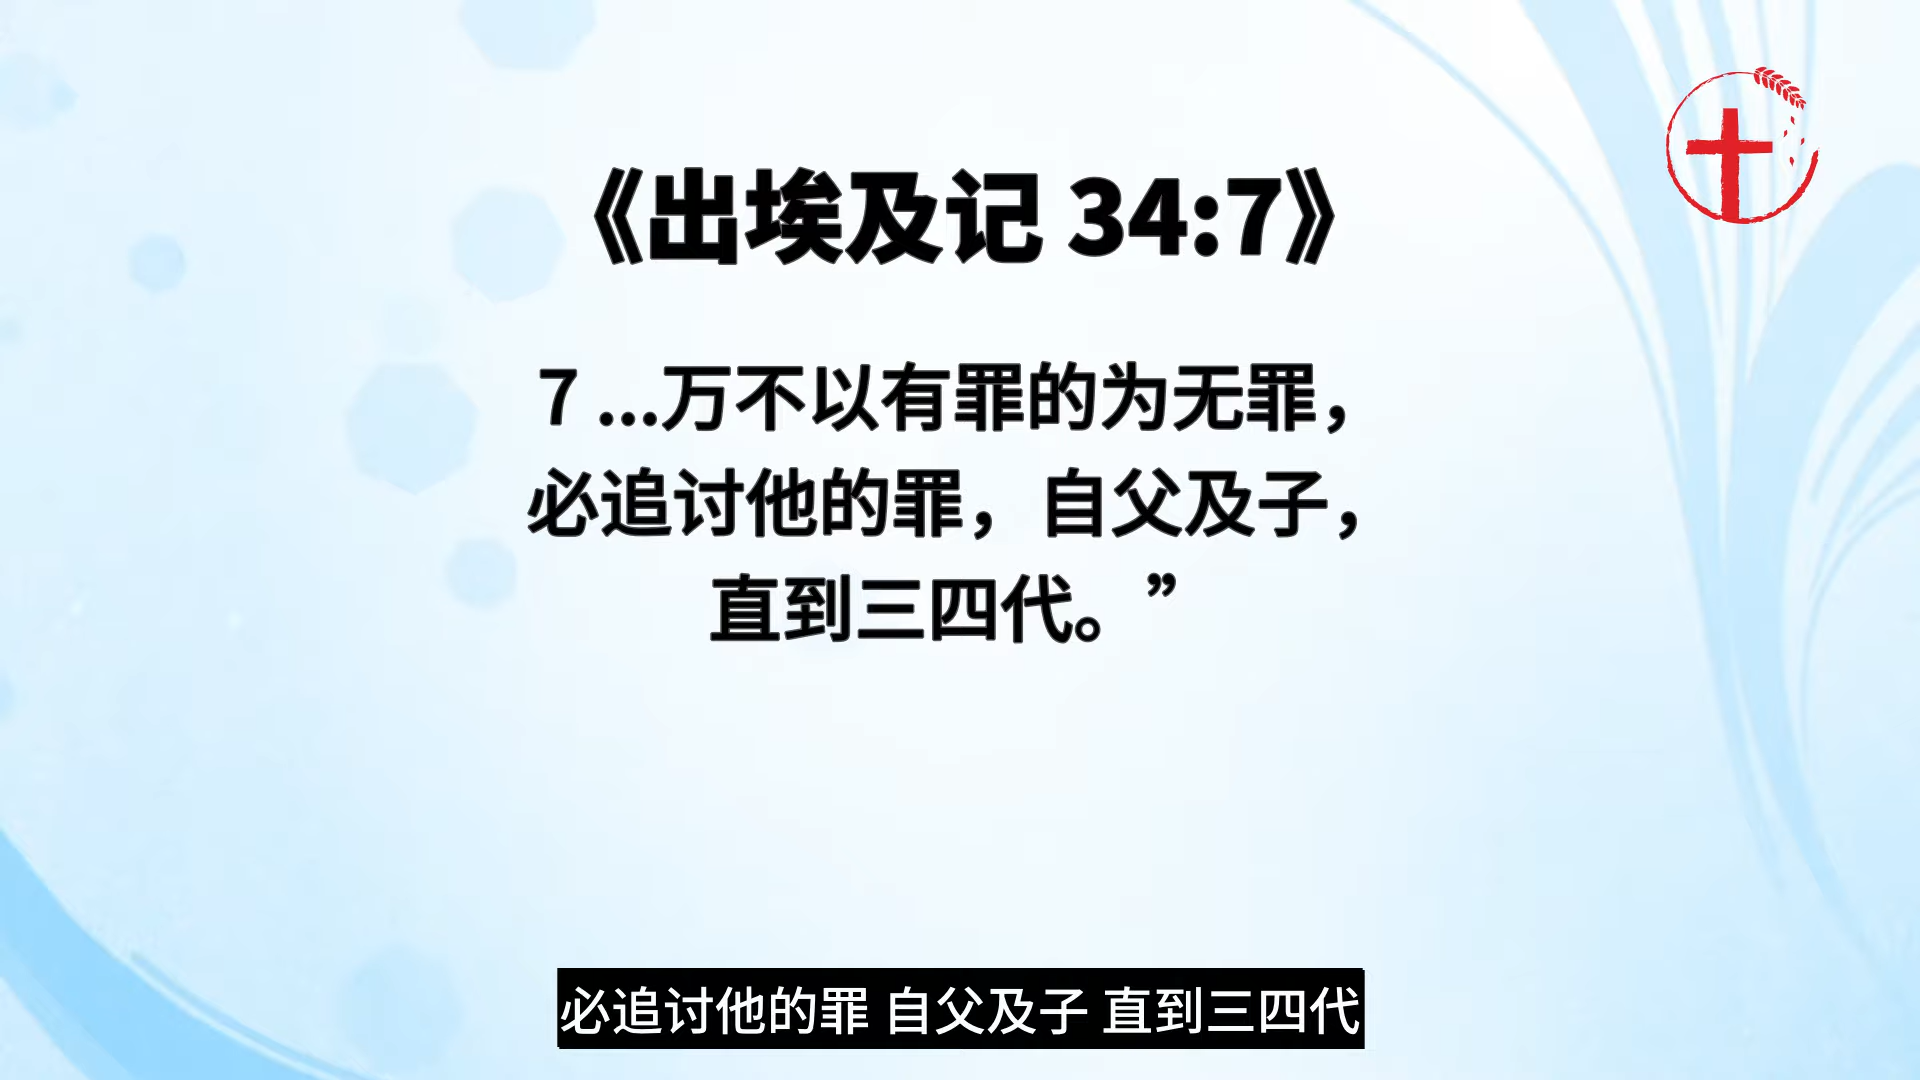 《出埃及记 34:7》
7 ...万不以有罪的为无罪，
必追讨他的罪，自父及子，
直到三四代。”
必追讨他的罪 自父及子 直到三四代